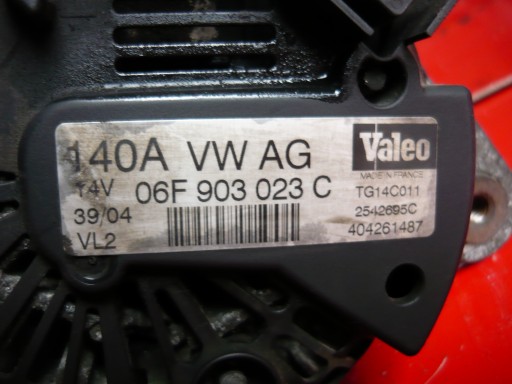 140A VW AG
Valeo
MADE IN FRANCE
14V 06F 903 023 C
TG14C011
39/04
2542695C
VL2
404261487